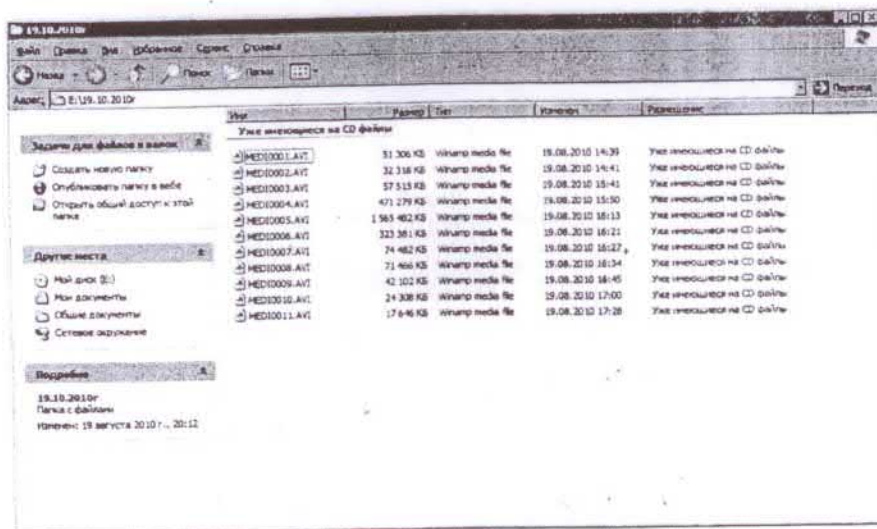 19.10.2010г
Файл Правка Вид Избранное Сервис Справка
Назад Поиск Папки
Адрес: E:\19.10.2010г Переход
Имя Размер Тип Изменен Размещение
Задачи для файлов и папок
Создать новую папку
Опубликовать папку в вебе
Открыть общий доступ к этой
папке
Другие места
Мой диск (E:)
Мои документы
Общие документы
Сетевое окружение
Подробно
19.10.2010г
Папка с файлами
Изменен: 19 августа 2010 г., 20:12
Уже имеющиеся на CD файлы
MEDI0001.AVI 51 306 КБ Winamp media file 19.08.2010 14:39 Уже имеющиеся на CD файлы
MEDI0002.AVI 32 316 КБ Winamp media file 19.08.2010 14:41 Уже имеющиеся на CD файлы
MEDI0003.AVI 57 515 КБ Winamp media file 19.08.2010 15:41 Уже имеющиеся на CD файлы
MEDI0004.AVI 471 279 КБ Winamp media file 19.08.2010 15:50 Уже имеющиеся на CD файлы
MEDI0005.AVI 1 565 482 КБ Winamp media file 19.08.2010 16:13 Уже имеющиеся на CD файлы
MEDI0006.AVI 323 381 КБ Winamp media file 19.08.2010 16:21 Уже имеющиеся на CD файлы
MEDI0007.AVI 74 482 КБ Winamp media file 19.08.2010 16:27 Уже имеющиеся на CD файлы
MEDI0008.AVI 71 466 КБ Winamp media file 19.08.2010 16:34 Уже имеющиеся на CD файлы
MEDI0009.AVI 42 102 КБ Winamp media file 19.08.2010 16:45 Уже имеющиеся на CD файлы
MEDI0010.AVI 24 308 КБ Winamp media file 19.08.2010 17:00 Уже имеющиеся на CD файлы
MEDI0011.AVI 17 646 КБ Winamp media file 19.08.2010 17:28 Уже имеющиеся на CD файлы